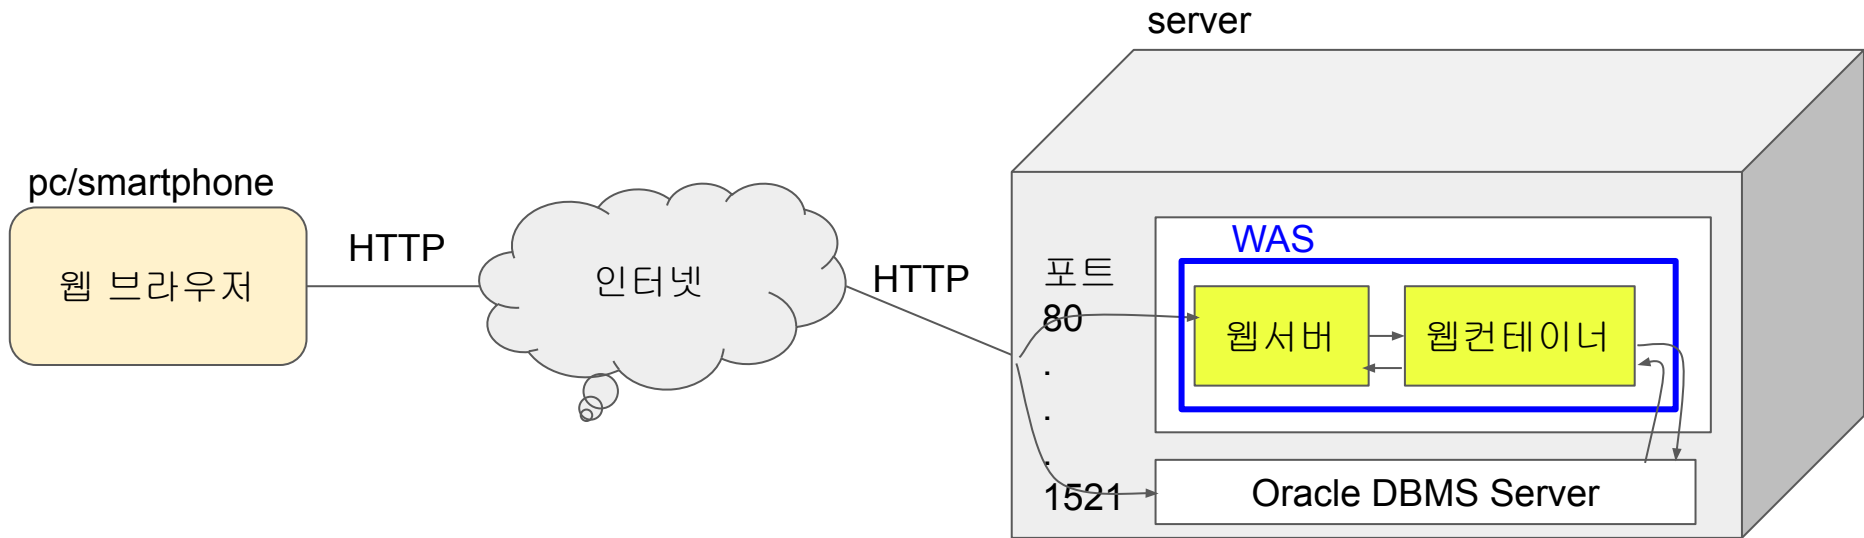 server
pc/smartphone
웹 브라우저
HTTP
인터넷
HTTP
포트
80
.
.
.
1521
WAS
웹서버
웹컨테이너
Oracle DBMS Server